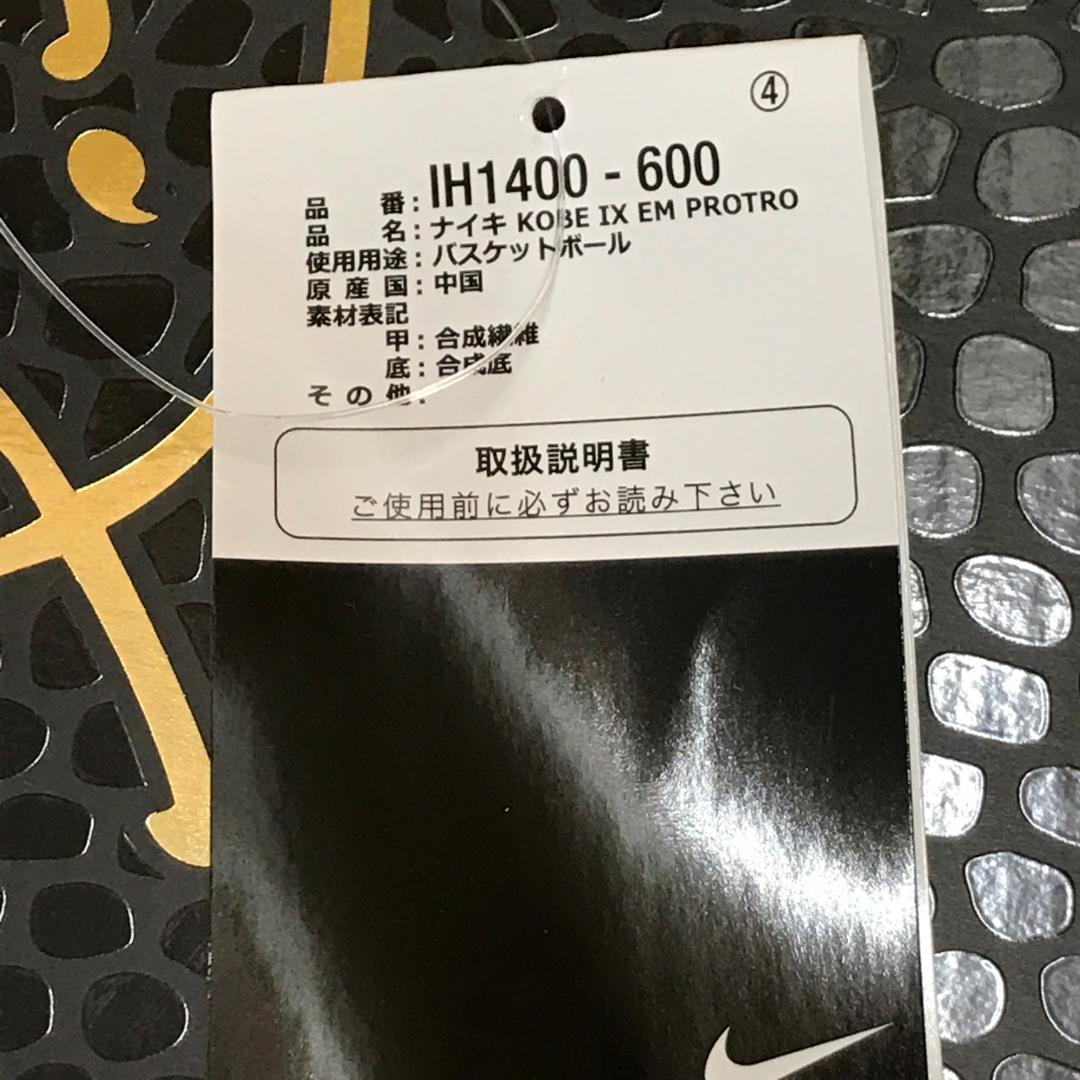 ④
品番:IH1400-600
品名:ナイキ KOBE IX EM PROTRO
使用用途:バスケットボール
原産国:中国
素材表記
甲:合成繊維
底:合成底
その他:
取扱説明書
ご使用前に必ずお読み下さい